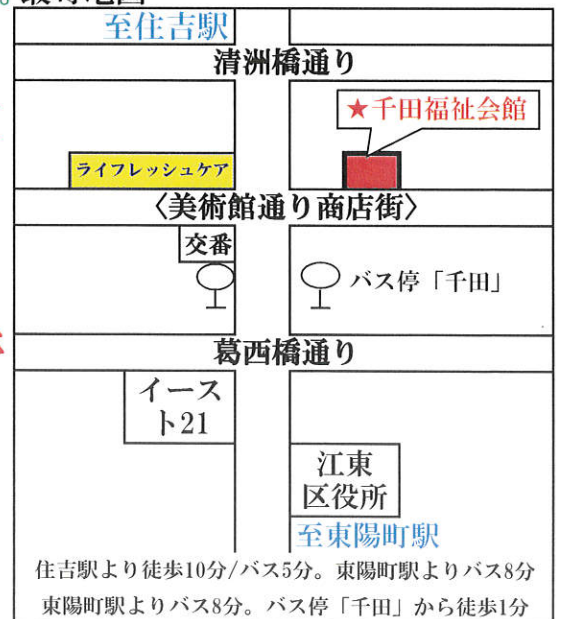 至住吉駅
清洲橋通り
★千田福祉会館
ライフレッシュケア
〈美術館通り商店街〉
交番
バス停「千田」
葛西橋通り
イース
ト21
江東
区役所
至東陽町駅
住吉駅より徒歩10分/バス5分。東陽町駅よりバス8分
東陽町駅よりバス8分。バス停「千田」から徒歩1分